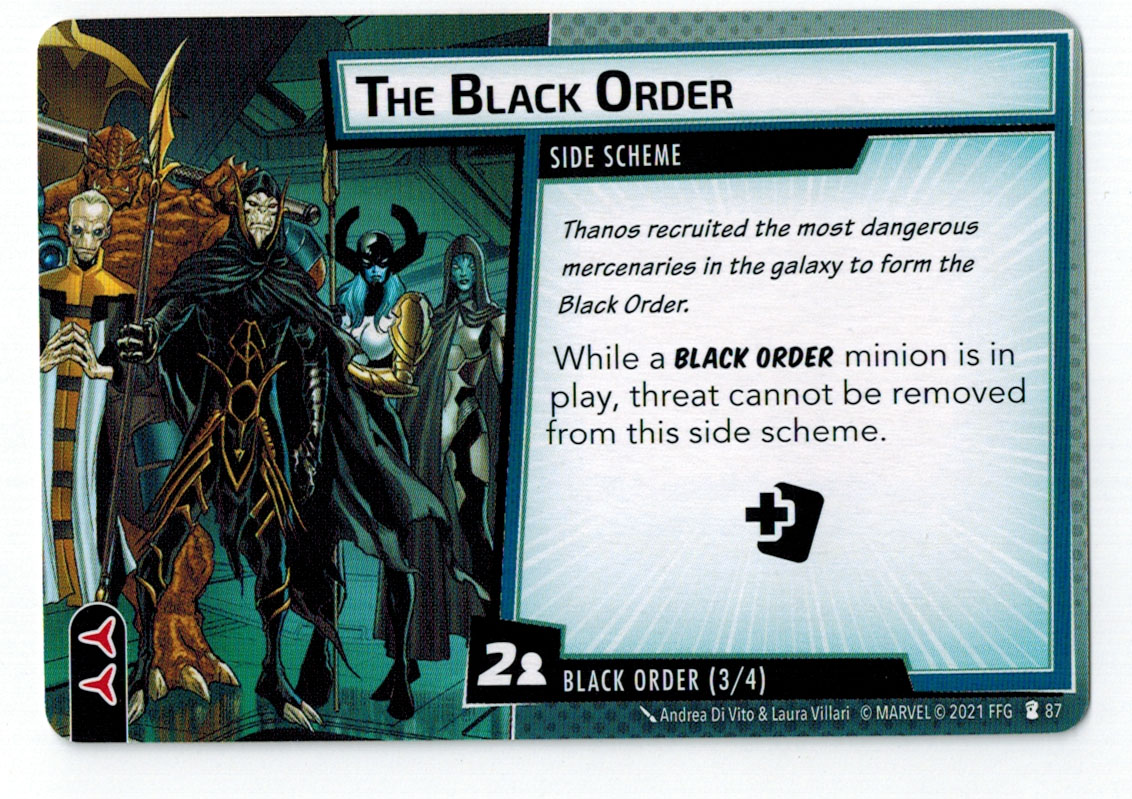 THE BLACK ORDER
SIDE SCHEME
Thanos recruited the most dangerous
mercenaries in the galaxy to form the
Black Order.
While a BLACK ORDER minion is in
play, threat cannot be removed
from this side scheme.
2
BLACK ORDER (3/4)
Andrea Di Vito & Laura Villari © MARVEL © 2021 FFG 87